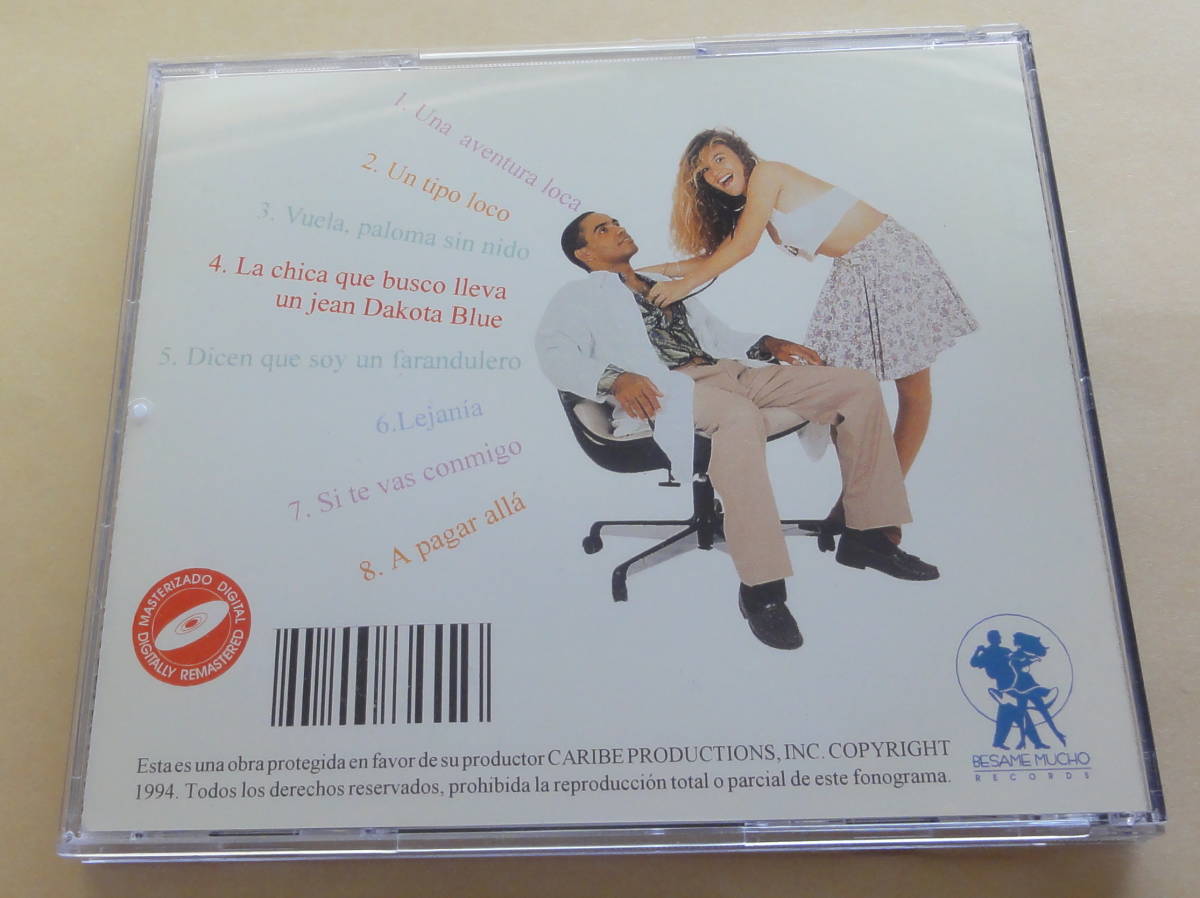 1. Una aventura loca
2. Un tipo loco
3. Vuela, paloma sin nido
4. La chica que busco lleva
un jean Dakota Blue
5. Dicen que soy un farandulero
6.Lejanía
7. Si te vas conmigo
8. A pagar allá
MASTERIZADO DIGITAL
DIGITALLY REMASTERED
Esta es una obra protegida en favor de su productor CARIBE PRODUCTIONS, INC. COPYRIGHT
1994. Todos los derechos reservados, prohibida la reproducción total o parcial de este fonograma.
BESAME MUCHO
RECORDS